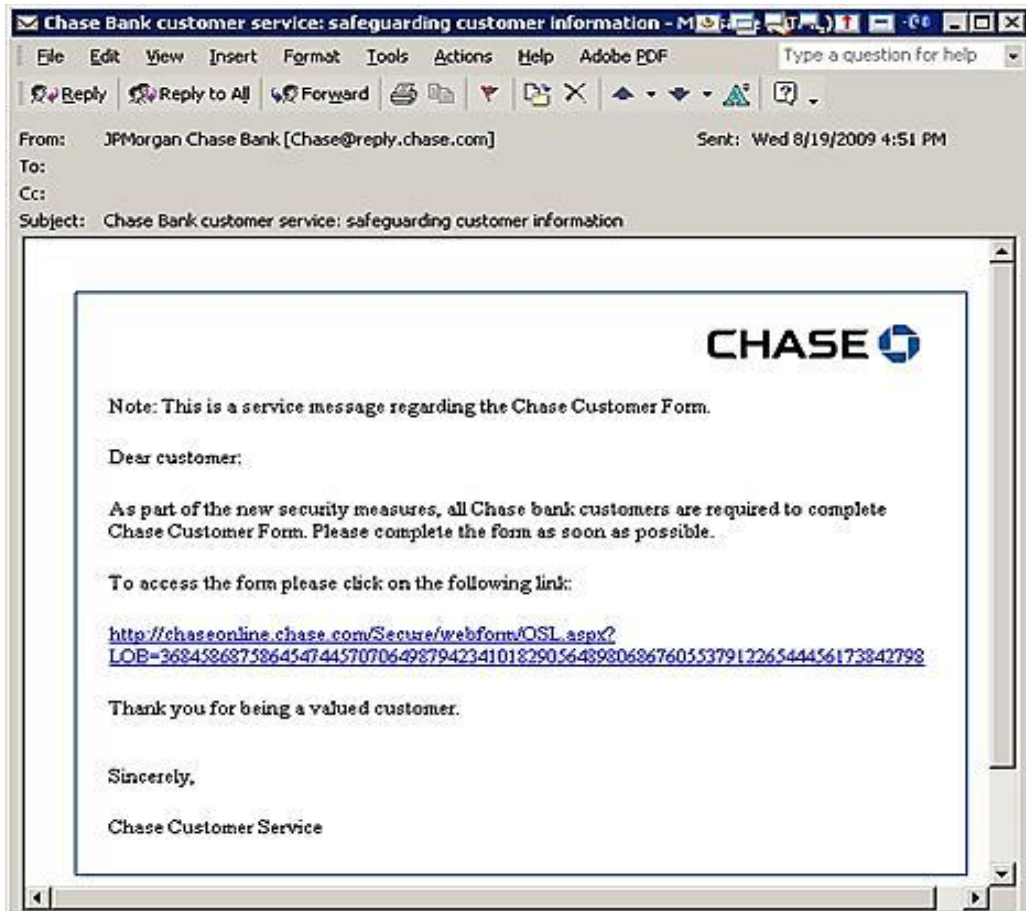 Chase Bank customer service: safeguarding customer information - M
File Edit View Insert Format Tools Actions Help Adobe PDF Type a question for help
Reply Reply to All Forward
From: JPMorgan Chase Bank [Chase@reply.chase.com] Sent: Wed 8/19/2009 4:51 PM
To:
Cc:
Subject: Chase Bank customer service: safeguarding customer information
CHASE
Note: This is a service message regarding the Chase Customer Form.
Dear customer:
As part of the new security measures, all Chase bank customers are required to complete
Chase Customer Form. Please complete the form as soon as possible.
To access the form please click on the following link:
http://chaseonline.chase.com/Secure/webform/OSL.aspx?
LOB=36845868758645474457070649879423410182905648980686760553791226544456173842798
Thank you for being a valued customer.
Sincerely,
Chase Customer Service